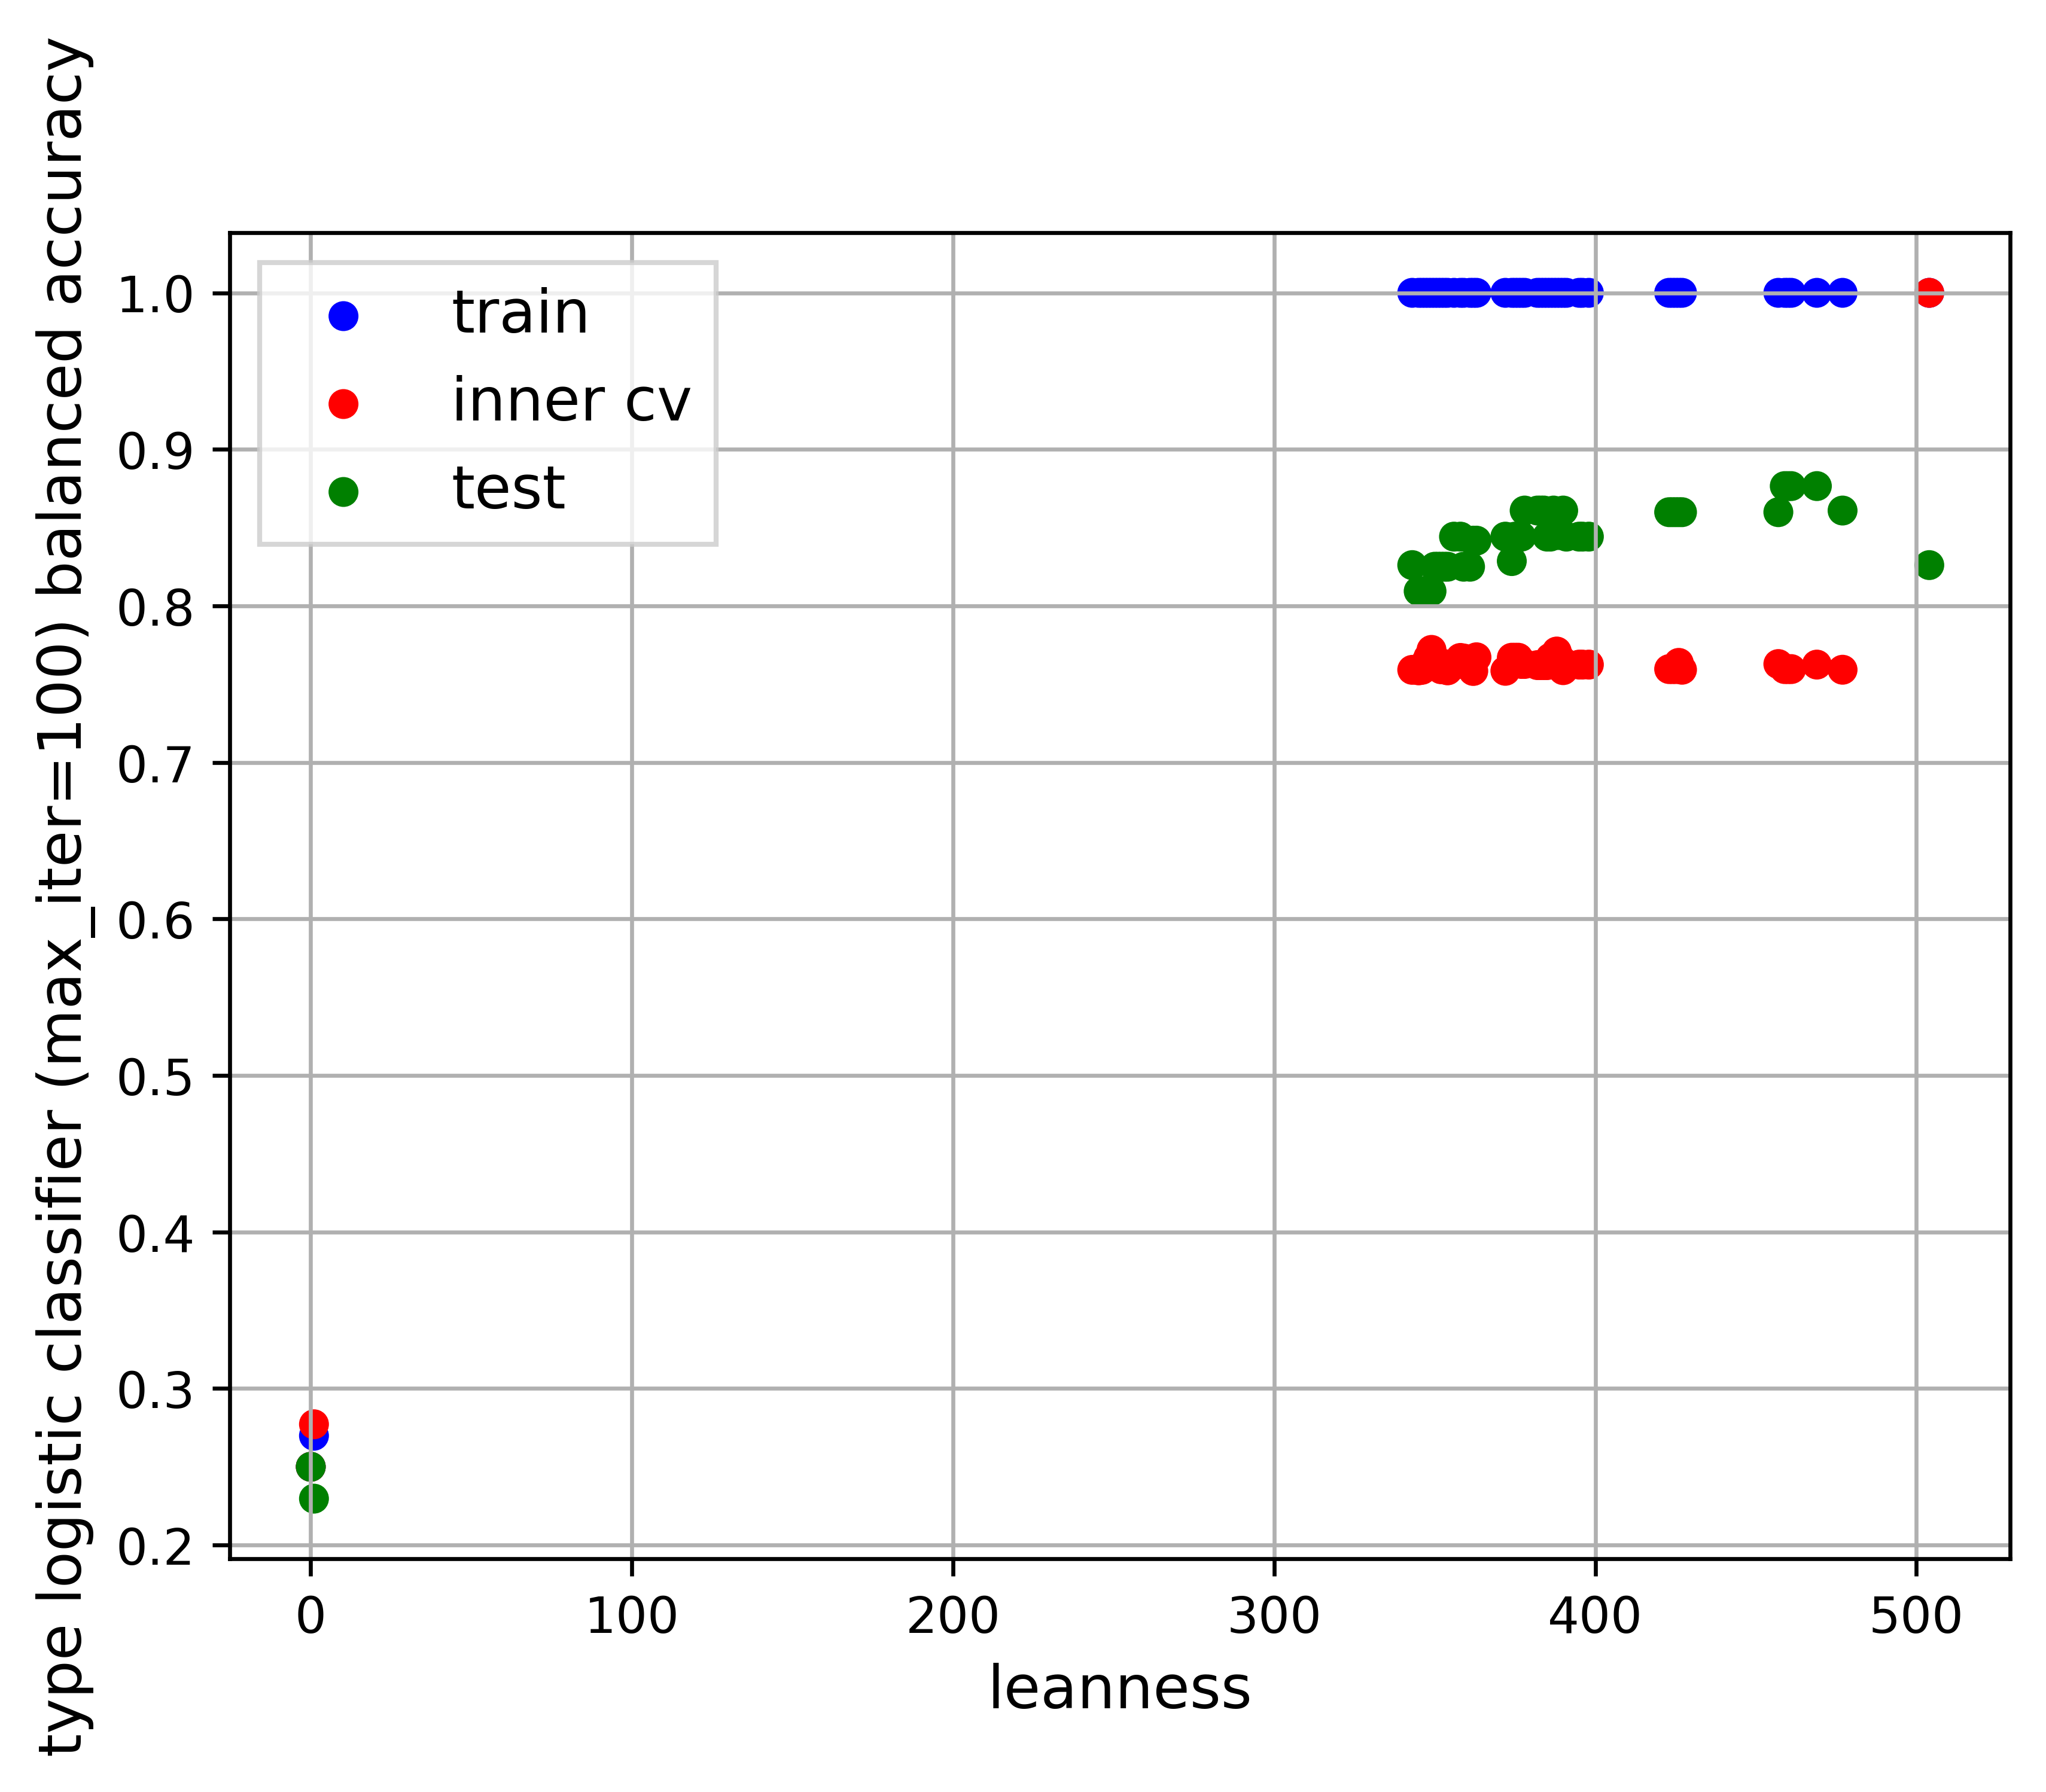 type logistic classifier (max_iter=100) balanced accuracy
1.0
0.9
0.8
0.7
0.6
0.5
0.4
0.3
0.2
train
inner cv
test
0 100 200 300 400 500
leanness